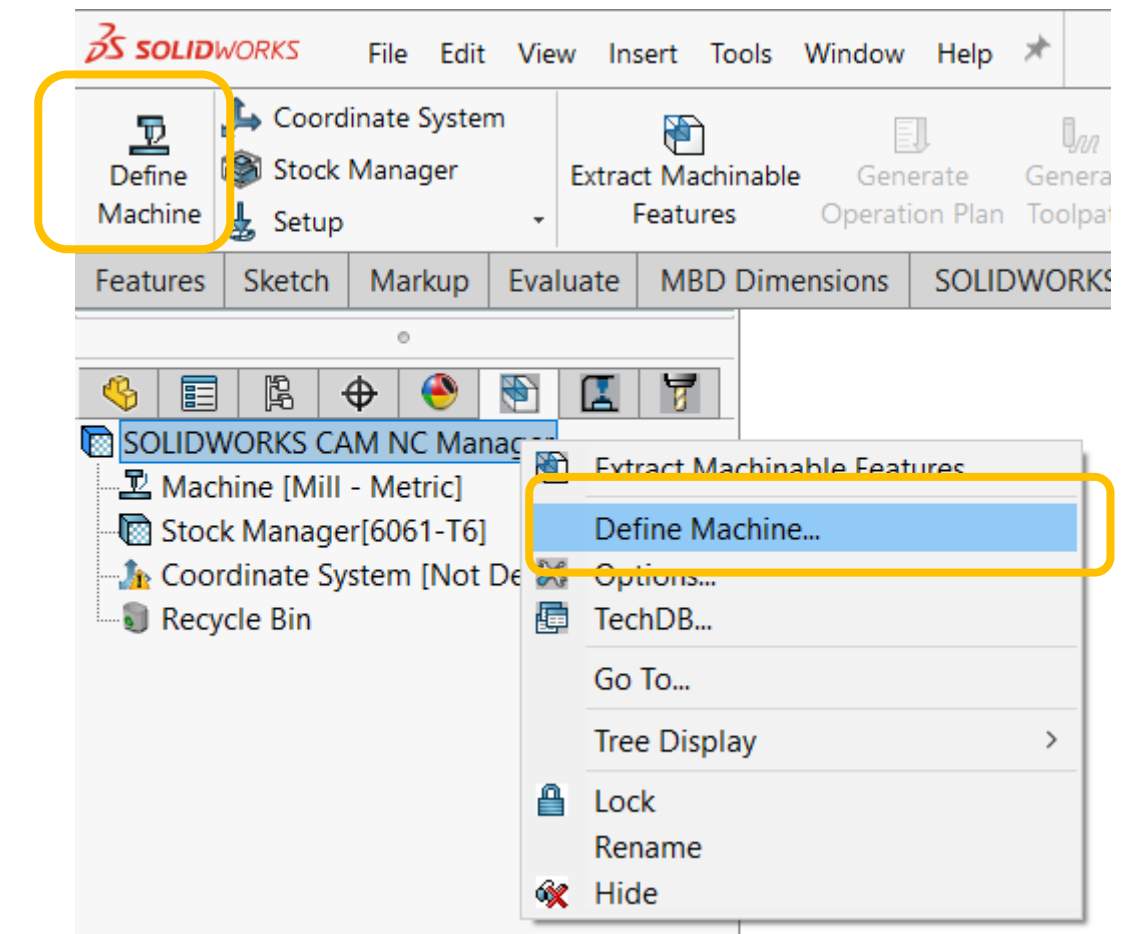 SOLIDWORKS File Edit View Insert Tools Window Help
Define Machine
Coordinate System
Stock Manager
Setup
Extract Machinable Features
Generate Operation Plan
Genera
Toolpat
Features Sketch Markup Evaluate MBD Dimensions SOLIDWORKS
SOLIDWORKS CAM NC Manager
Machine [Mill - Metric]
Stock Manager[6061-T6]
Coordinate System [Not De
Recycle Bin
Extract Machinable Features
Define Machine...
Options...
TechDB...
Go To...
Tree Display
Lock
Rename
Hide